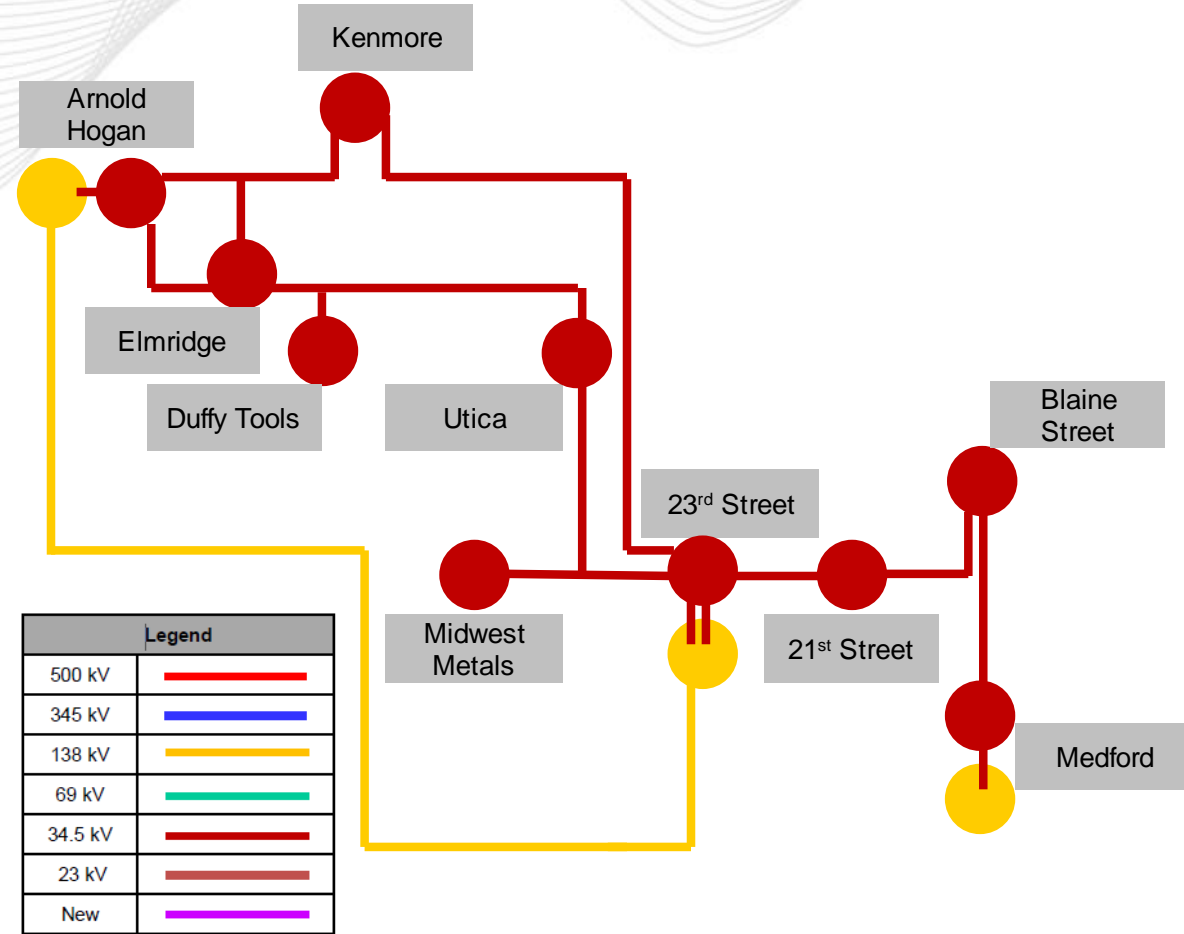 Kenmore
Arnold
Hogan
Elmridge
Duffy Tools
Utica
Blaine
Street
23rd Street
Midwest
Metals
21st Street
Medford
Legend
500 kV
345 kV
138 kV
69 kV
34.5 kV
23 kV
New